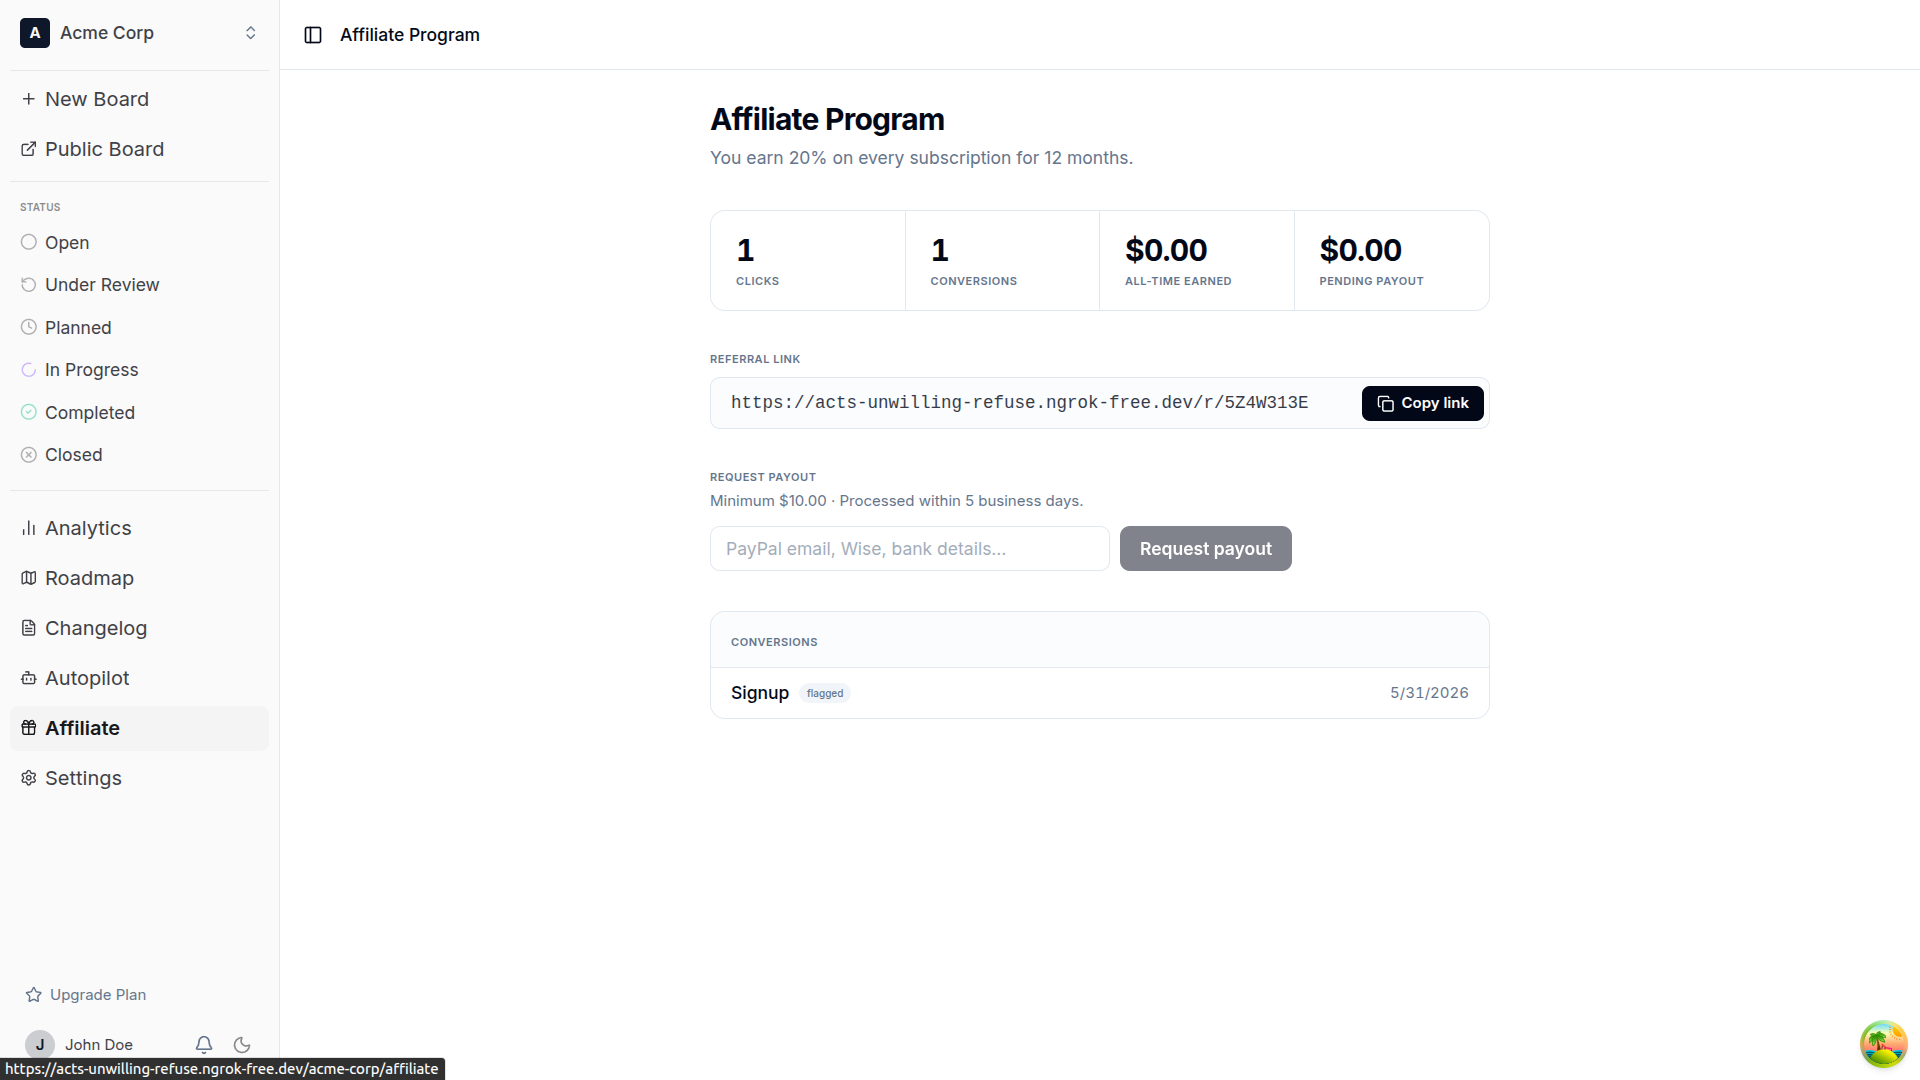 A Acme Corp
Affiliate Program
New Board
Public Board
STATUS
Open
Under Review
Planned
In Progress
Completed
Closed
Analytics
Roadmap
Changelog
Autopilot
Affiliate
Settings
Upgrade Plan
J John Doe
https://acts-unwilling-refuse.ngrok-free.dev/acme-corp/affiliate
Affiliate Program
You earn 20% on every subscription for 12 months.
1 1 $0.00 $0.00
CLICKS CONVERSIONS ALL-TIME EARNED PENDING PAYOUT
REFERRAL LINK
https://acts-unwilling-refuse.ngrok-free.dev/r/5Z4W313E Copy link
REQUEST PAYOUT
Minimum $10.00 · Processed within 5 business days.
PayPal email, Wise, bank details... Request payout
CONVERSIONS
Signup flagged 5/31/2026